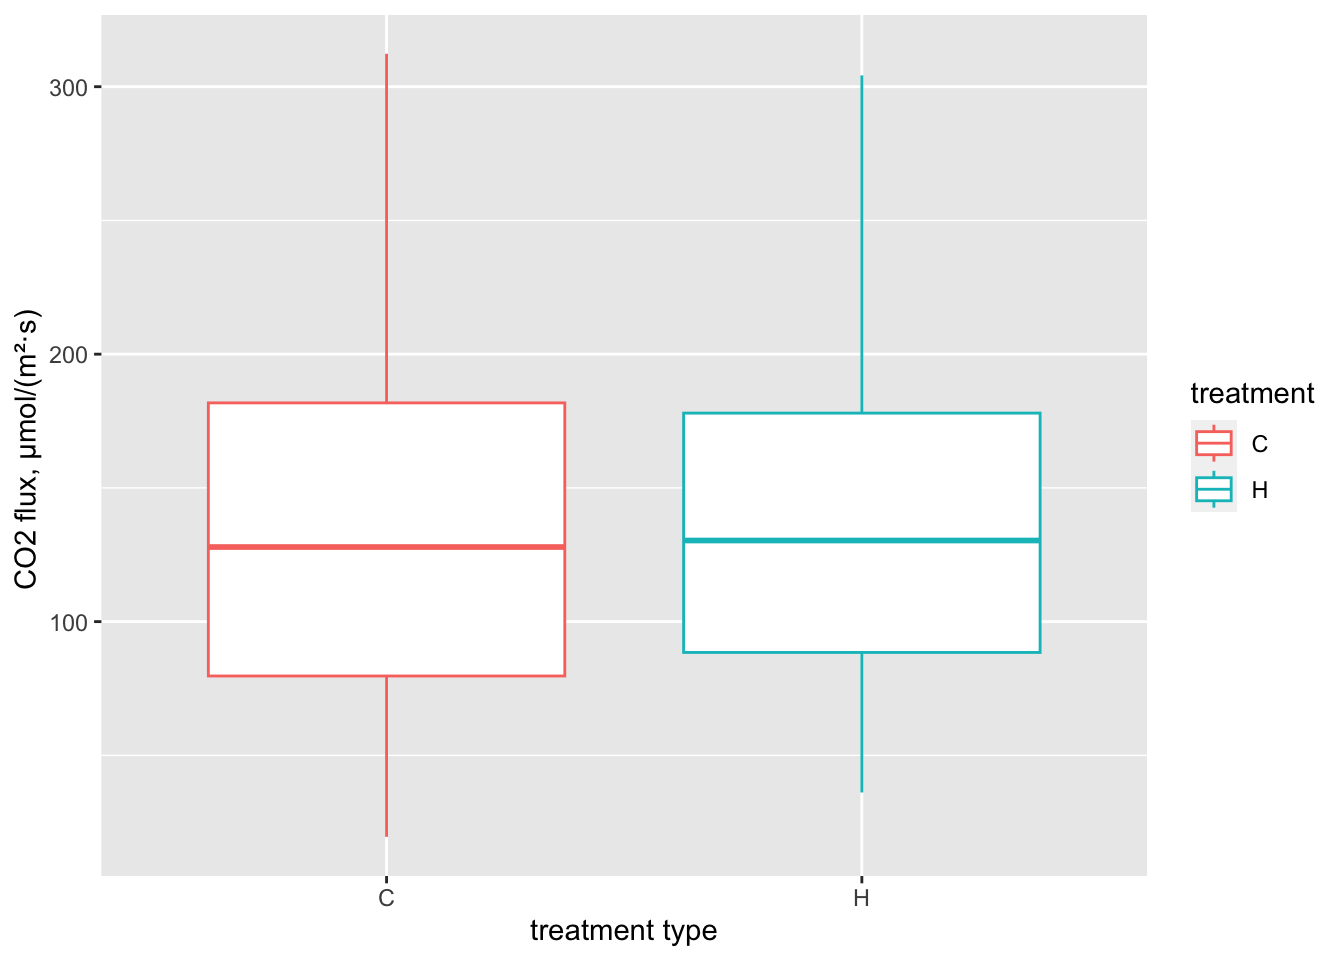 CO2 flux, µmol/(m²·s)
300
200
100
C
H
treatment type
treatment
C
H